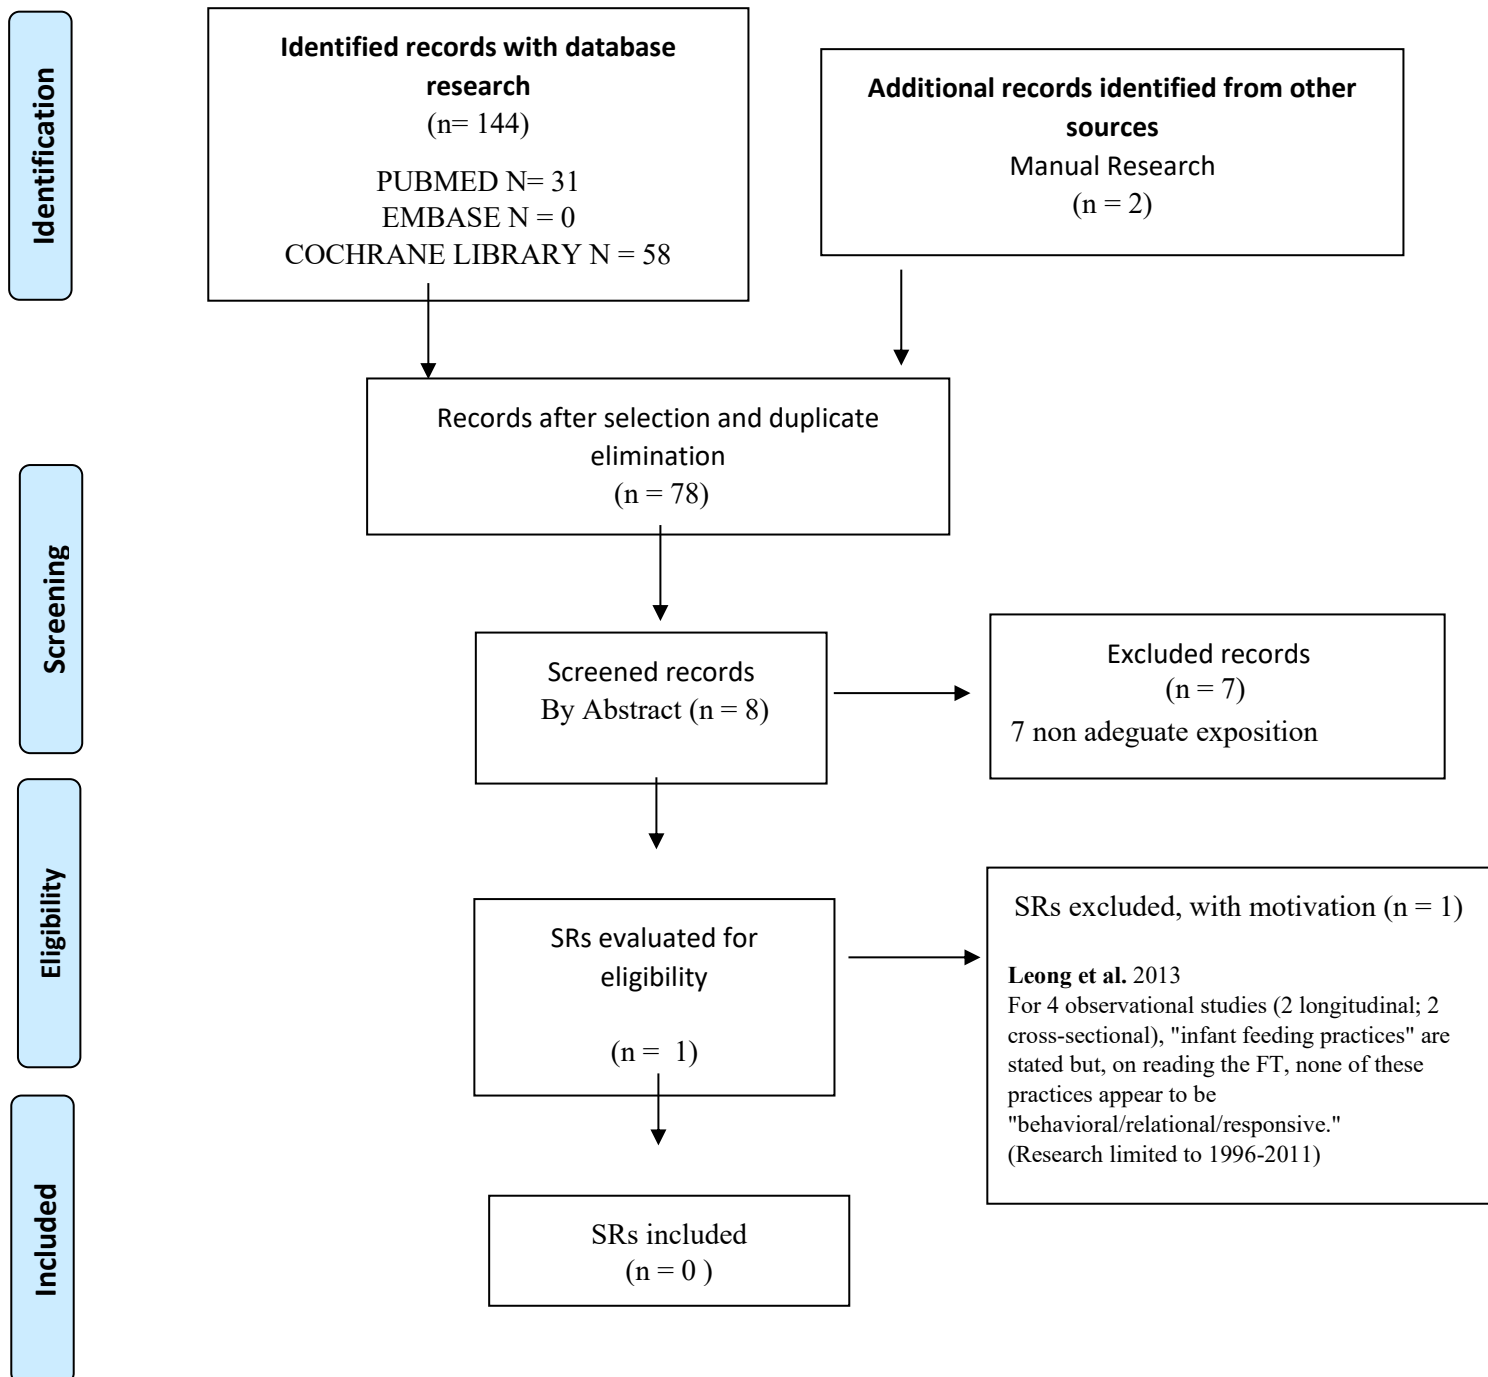 Identification
Identified records with database
research
(n= 144)
PUBMED N= 31
EMBASE N = 0
COCHRANE LIBRARY N = 58
Additional records identified from other
sources
Manual Research
(n = 2)
Records after selection and duplicate
elimination
(n = 78)
Screening
Screened records
By Abstract (n = 8)
Excluded records
(n = 7)
7 non adeguate exposition
Eligibility
SRs evaluated for
eligibility
(n =  1)
SRs excluded, with motivation (n = 1)
Leong et al. 2013
For 4 observational studies (2 longitudinal; 2
cross-sectional), "infant feeding practices" are
stated but, on reading the FT, none of these
practices appear to be
"behavioral/relational/responsive."
(Research limited to 1996-2011)
Included
SRs included
(n = 0 )